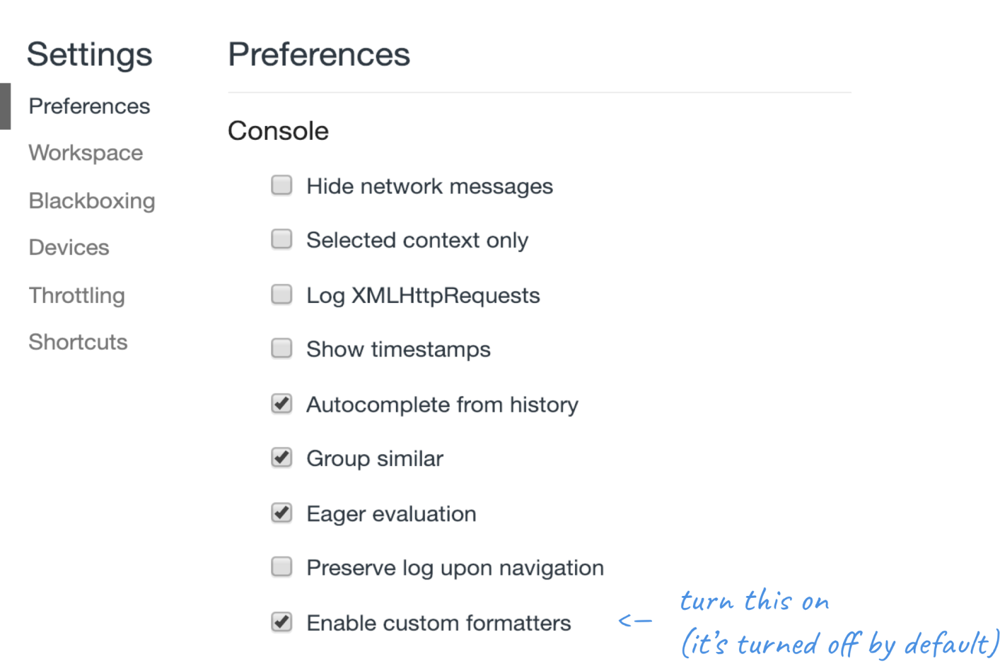 Settings
Preferences
Workspace
Blackboxing
Devices
Throttling
Shortcuts
Preferences
Console
Hide network messages
Selected context only
Log XMLHttpRequests
Show timestamps
Autocomplete from history
Group similar
Eager evaluation
Preserve log upon navigation
Enable custom formatters
<— turn this on
(it's turned off by default)